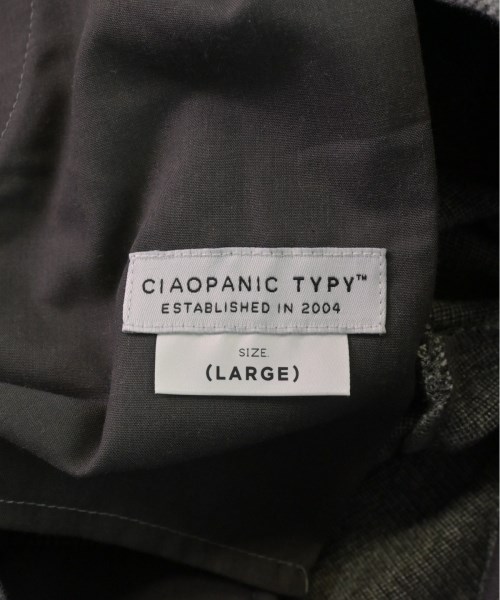 CIAOPANIC TYPY™
ESTABLISHED IN 2004
SIZE
(LARGE)